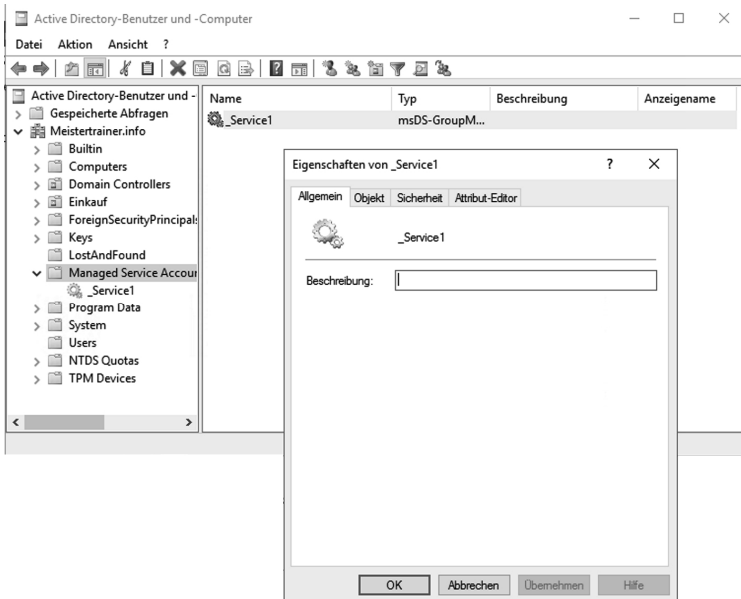 Active Directory-Benutzer und -Computer
Datei Aktion Ansicht ?
Active Directory-Benutzer und -
Gespeicherte Abfragen
Meistertrainer.info
Builtin
Computers
Domain Controllers
Einkauf
ForeignSecurityPrincipals
Keys
LostAndFound
Managed Service Accour
_Service1
Program Data
System
Users
NTDS Quotas
TPM Devices
Name Typ Beschreibung Anzeigename
_Service1 msDS-GroupM...
Eigenschaften von _Service1 ?
Allgemein Objekt Sicherheit Attribut-Editor
_Service1
Beschreibung:
OK Abbrechen Übernehmen Hilfe